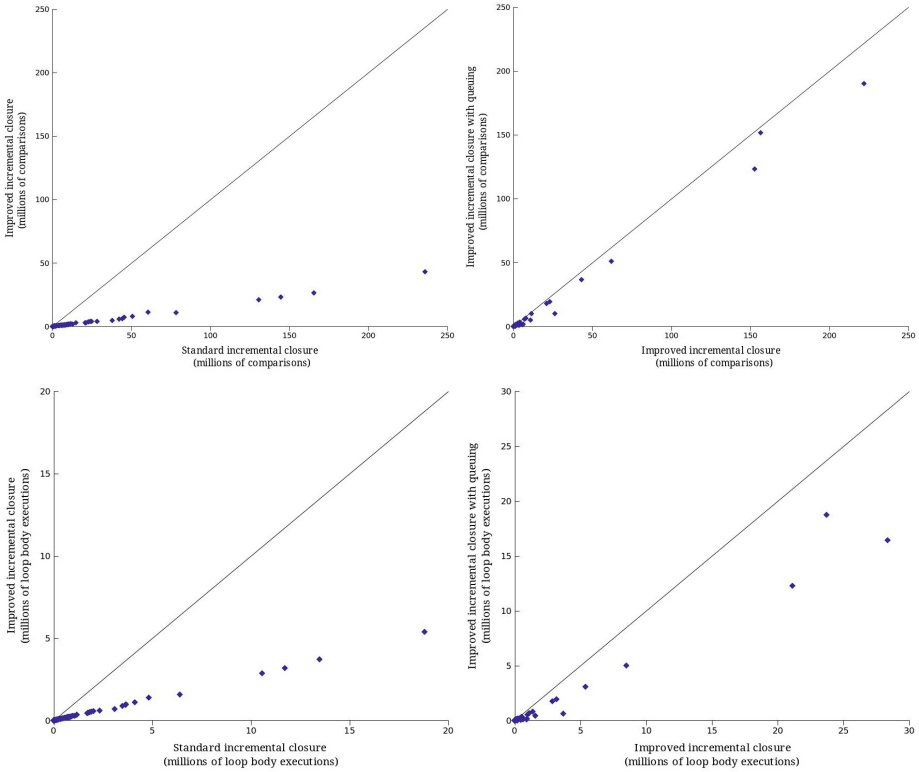 250
200
150
100
50
0
0 50 100 150 200 250
Improved incremental closure
(millions of comparisons)
Standard incremental closure
(millions of comparisons)
250
200
150
100
50
0
0 50 100 150 200 250
Improved incremental closure with queuing
(millions of comparisons)
Improved incremental closure
(millions of comparisons)
20
15
10
5
0
0 5 10 15 20
Improved incremental closure
(millions of loop body executions)
Standard incremental closure
(millions of loop body executions)
30
25
20
15
10
5
0
0 5 10 15 20 25 30
Improved incremental closure with queuing
(millions of loop body executions)
Improved incremental closure
(millions of loop body executions)